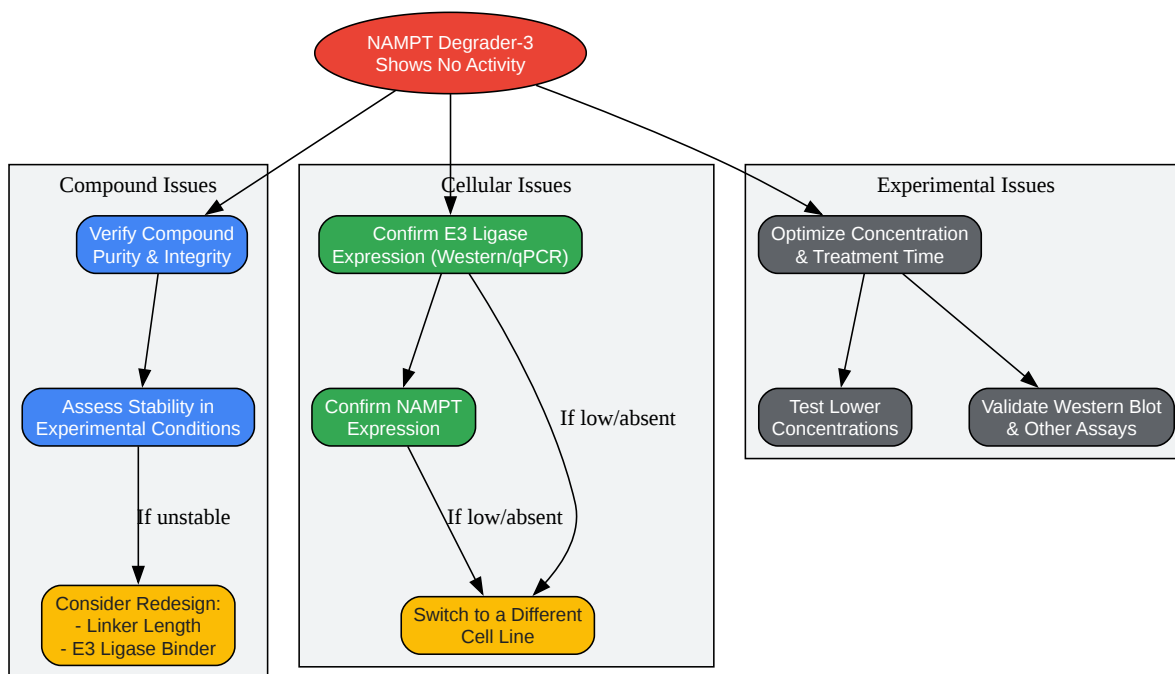 NAMPT Degrader-3
Shows No Activity
Compound Issues
Verify Compound
Purity & Integrity
Assess Stability in
Experimental Conditions
If unstable
Consider Redesign:
- Linker Length
- E3 Ligase Binder
Cellular Issues
Confirm E3 Ligase
Expression (Western/qPCR)
Confirm NAMPT
Expression
If low/absent
If low/absent
Switch to a Different
Cell Line
Experimental Issues
Optimize Concentration
& Treatment Time
Test Lower
Concentrations
Validate Western Blot
& Other Assays